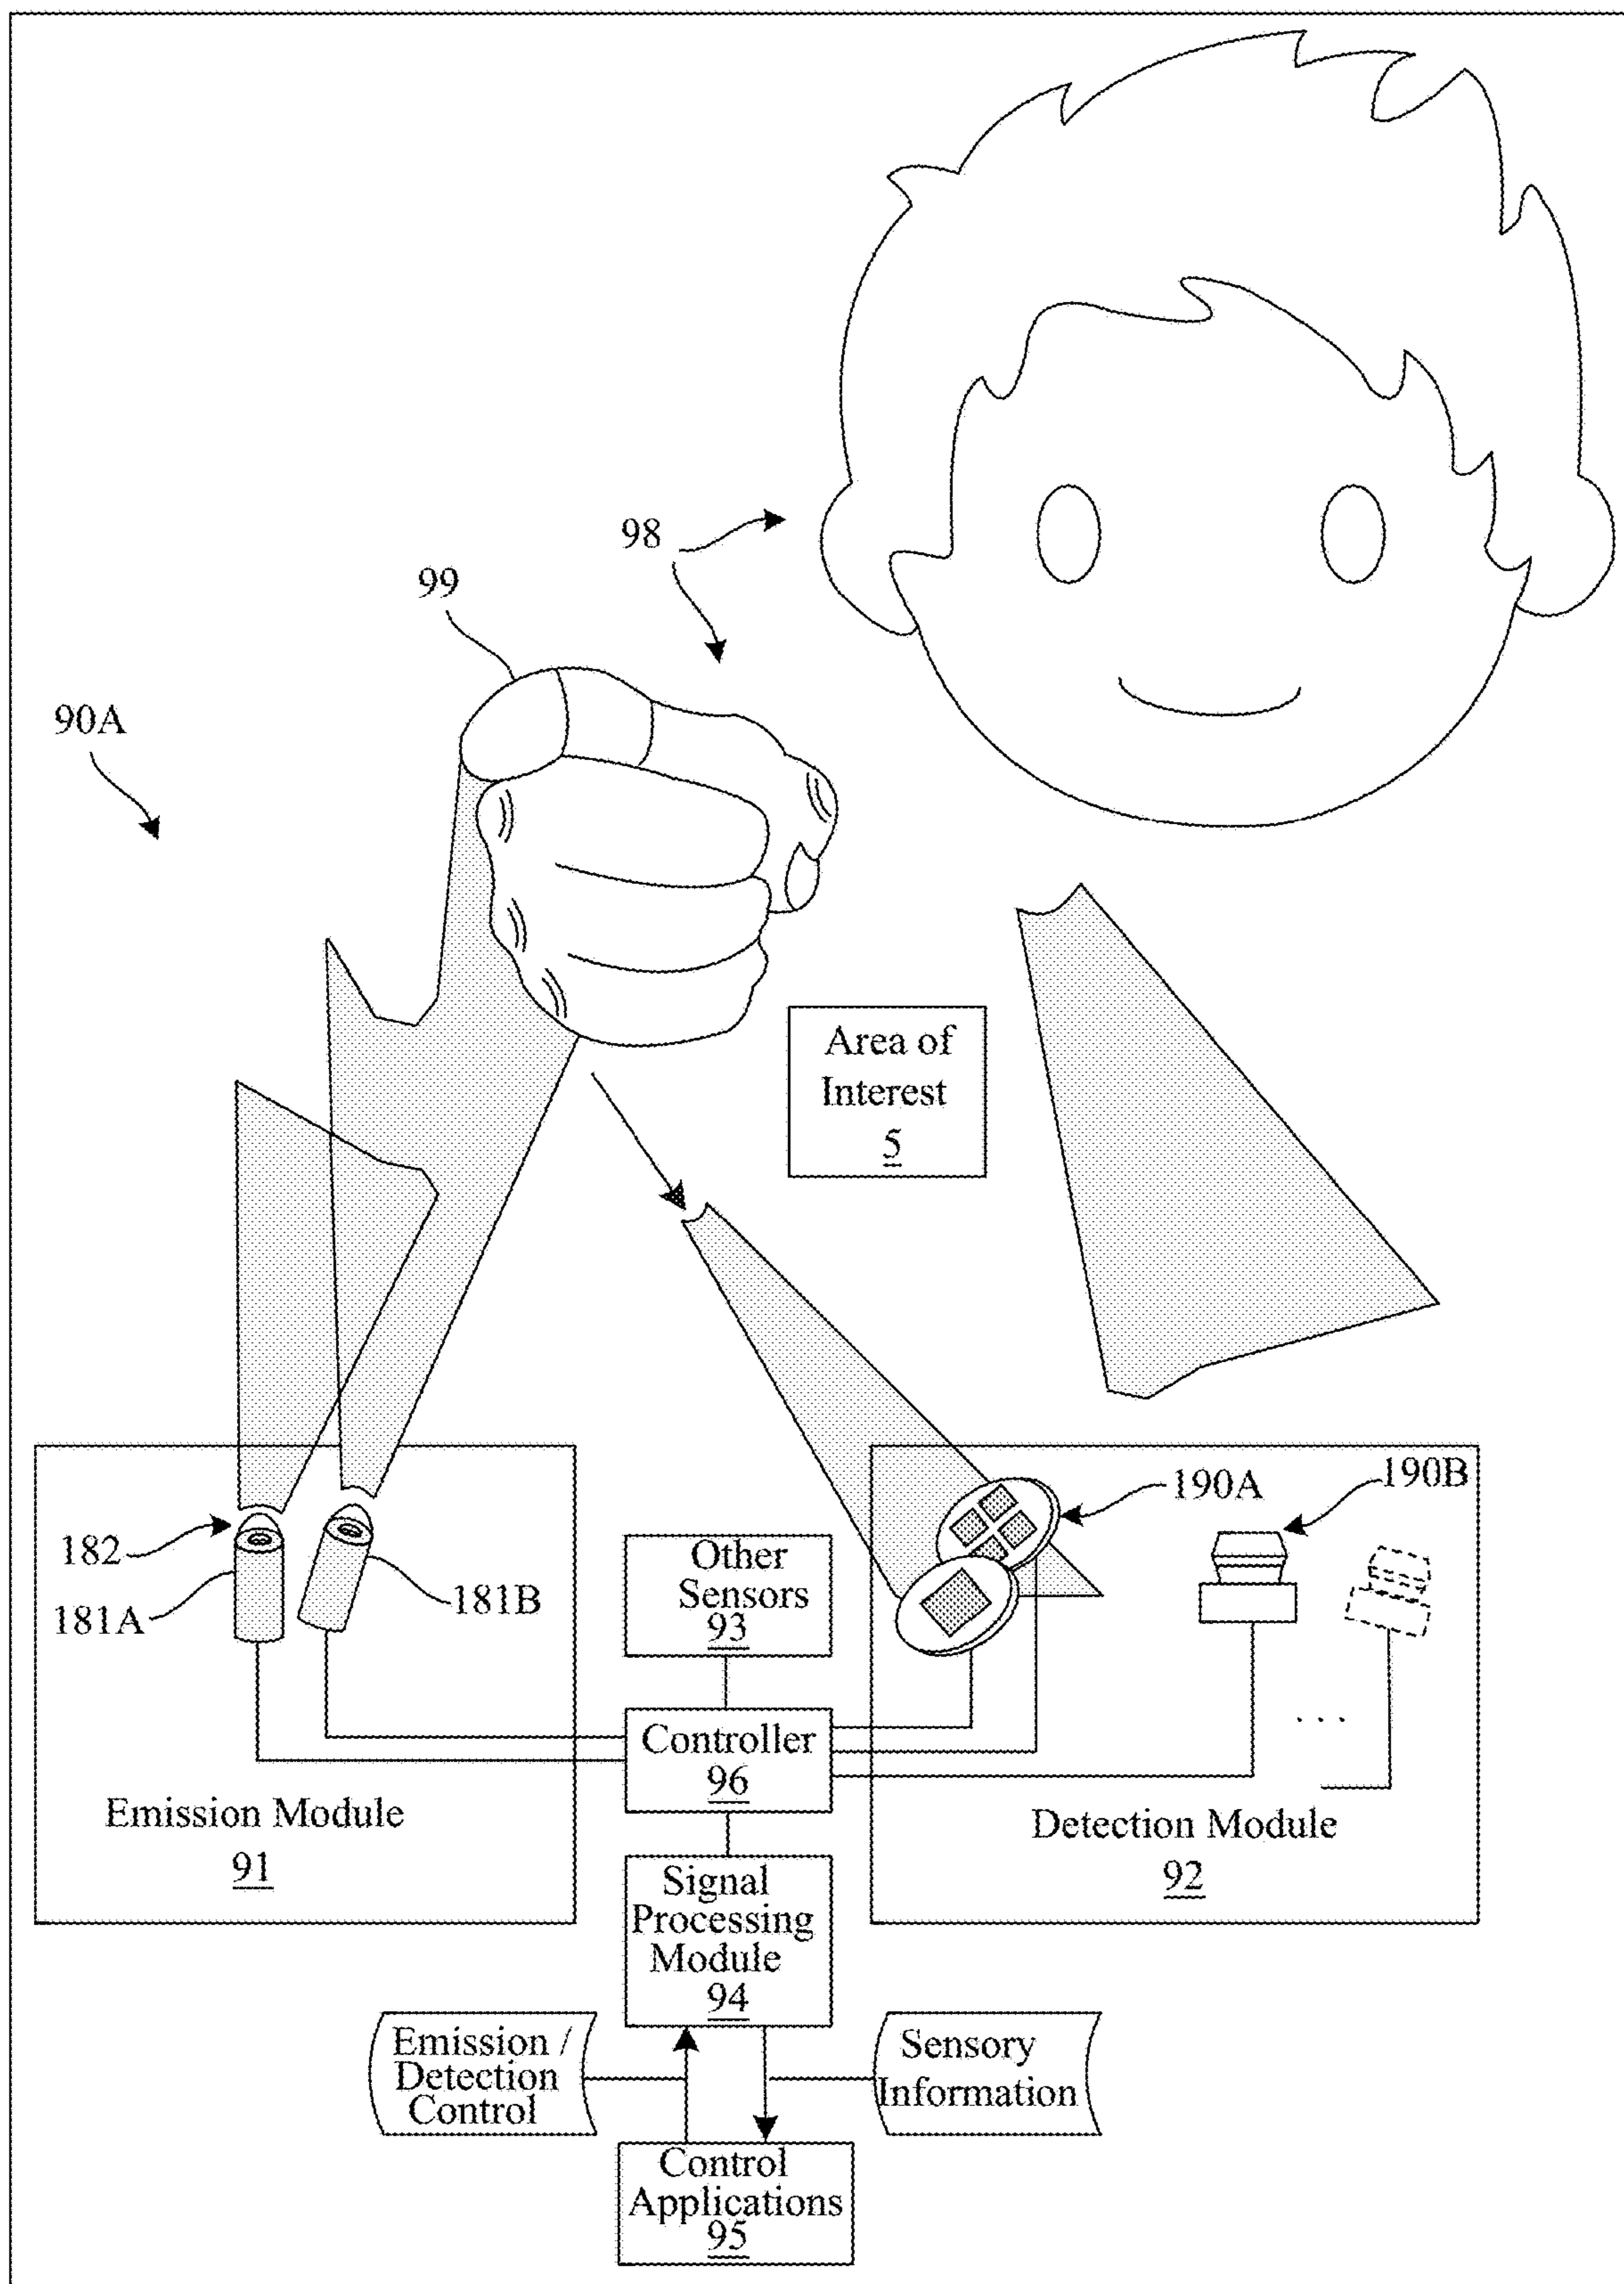 98
99
90A
Area of
Interest
5
190A
190B
182
181A
181B
Other
Sensors
93
Controller
96
Emission Module
91
Detection Module
92
. . .
Signal
Processing
Module
94
Emission /
Detection
Control
Sensory
Information
Control
Applications
95